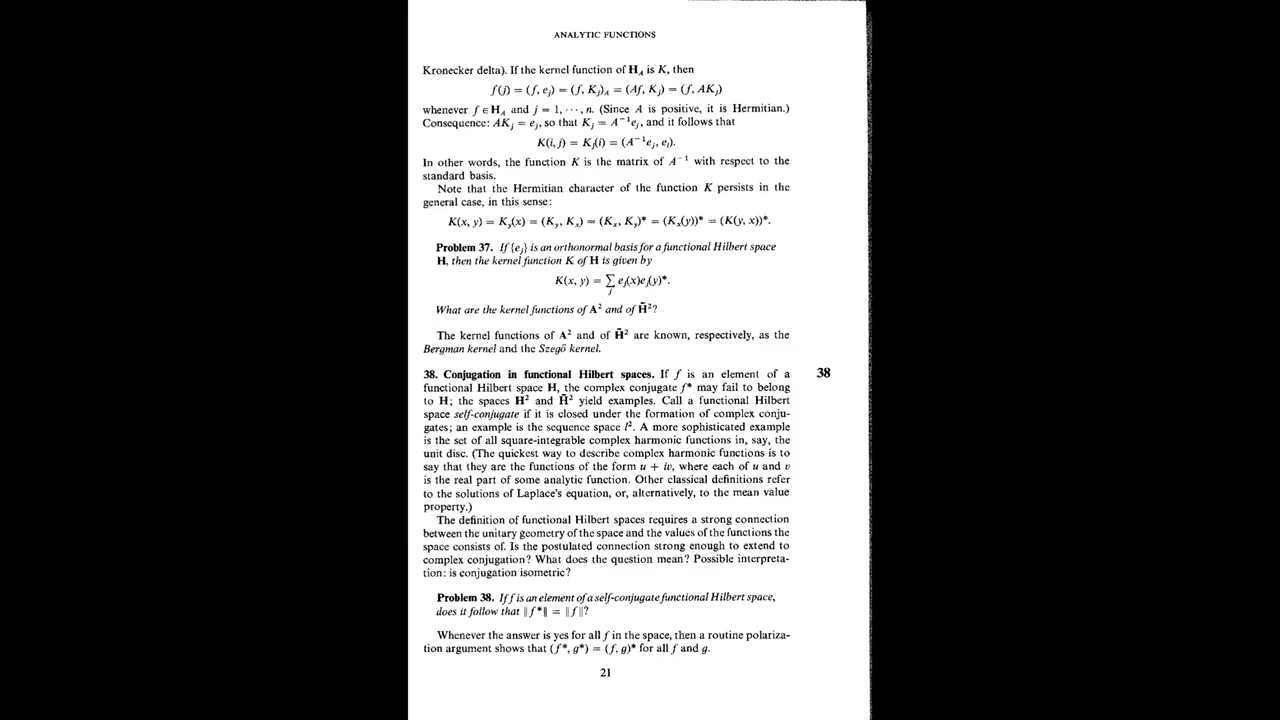 ANALYTIC FUNCTIONS
Kronecker delta). If the kernel function of H_A is K, then
f(j) = (f, e_j) = (f, K_j)_A = (Af, K_j) = (f, AK_j)
whenever f ∈ H_A and j = 1, ···, n. (Since A is positive, it is Hermitian.)
Consequence: AK_j = e_j, so that K_j = A⁻¹e_j, and it follows that
K(i, j) = K_j(i) = (A⁻¹e_j, e_i).
In other words, the function K is the matrix of A⁻¹ with respect to the
standard basis.
Note that the Hermitian character of the function K persists in the
general case, in this sense:
K(x, y) = K_y(x) = (K_y, K_x) = (K_x, K_y)* = (K_x(y))* = (K(y, x))*.
Problem 37. If {e_j} is an orthonormal basis for a functional Hilbert space
H, then the kernel function K of H is given by
K(x, y) = ∑_j e_j(x)e_j(y)*.
What are the kernel functions of A² and of H̃²?
The kernel functions of A² and of H̃² are known, respectively, as the
Bergman kernel and the Szegő kernel.
38. Conjugation in functional Hilbert spaces. If f is an element of a 38
functional Hilbert space H, the complex conjugate f* may fail to belong
to H; the spaces H² and H̃² yield examples. Call a functional Hilbert
space self-conjugate if it is closed under the formation of complex conju-
gates; an example is the sequence space l². A more sophisticated example
is the set of all square-integrable complex harmonic functions in, say, the
unit disc. (The quickest way to describe complex harmonic functions is to
say that they are the functions of the form u + iv, where each of u and v
is the real part of some analytic function. Other classical definitions refer
to the solutions of Laplace's equation, or, alternatively, to the mean value
property.)
The definition of functional Hilbert spaces requires a strong connection
between the unitary geometry of the space and the values of the functions the
space consists of. Is the postulated connection strong enough to extend to
complex conjugation? What does the question mean? Possible interpreta-
tion: is conjugation isometric?
Problem 38. If f is an element of a self-conjugate functional Hilbert space,
does it follow that ‖f*‖ = ‖f‖?
Whenever the answer is yes for all f in the space, then a routine polariza-
tion argument shows that (f*, g*) = (f, g)* for all f and g.
21